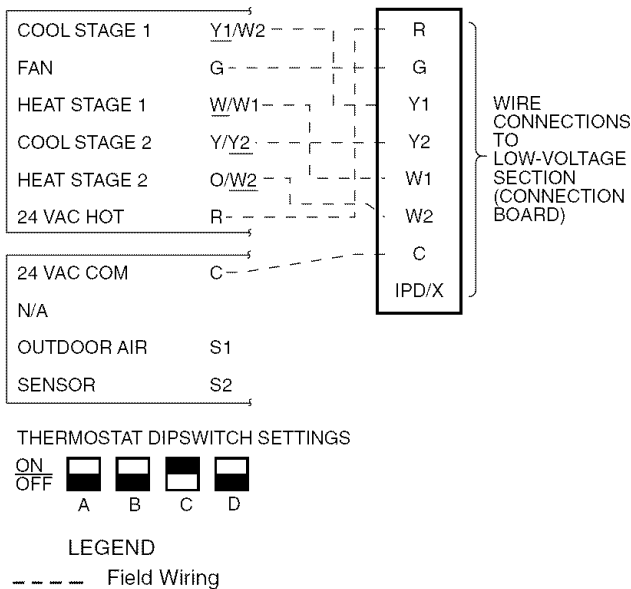 COOL STAGE 1 Y1/W2 R
FAN G G
HEAT STAGE 1 W/W1 Y1
COOL STAGE 2 Y/Y2 Y2
HEAT STAGE 2 O/W2 W1
24 VAC HOT R W2
24 VAC COM C C
N/A IPD/X
OUTDOOR AIR S1
SENSOR S2
WIRE
CONNECTIONS
TO
LOW-VOLTAGE
SECTION
(CONNECTION
BOARD)
THERMOSTAT DIPSWITCH SETTINGS
ON
OFF
A B C D
LEGEND
Field Wiring